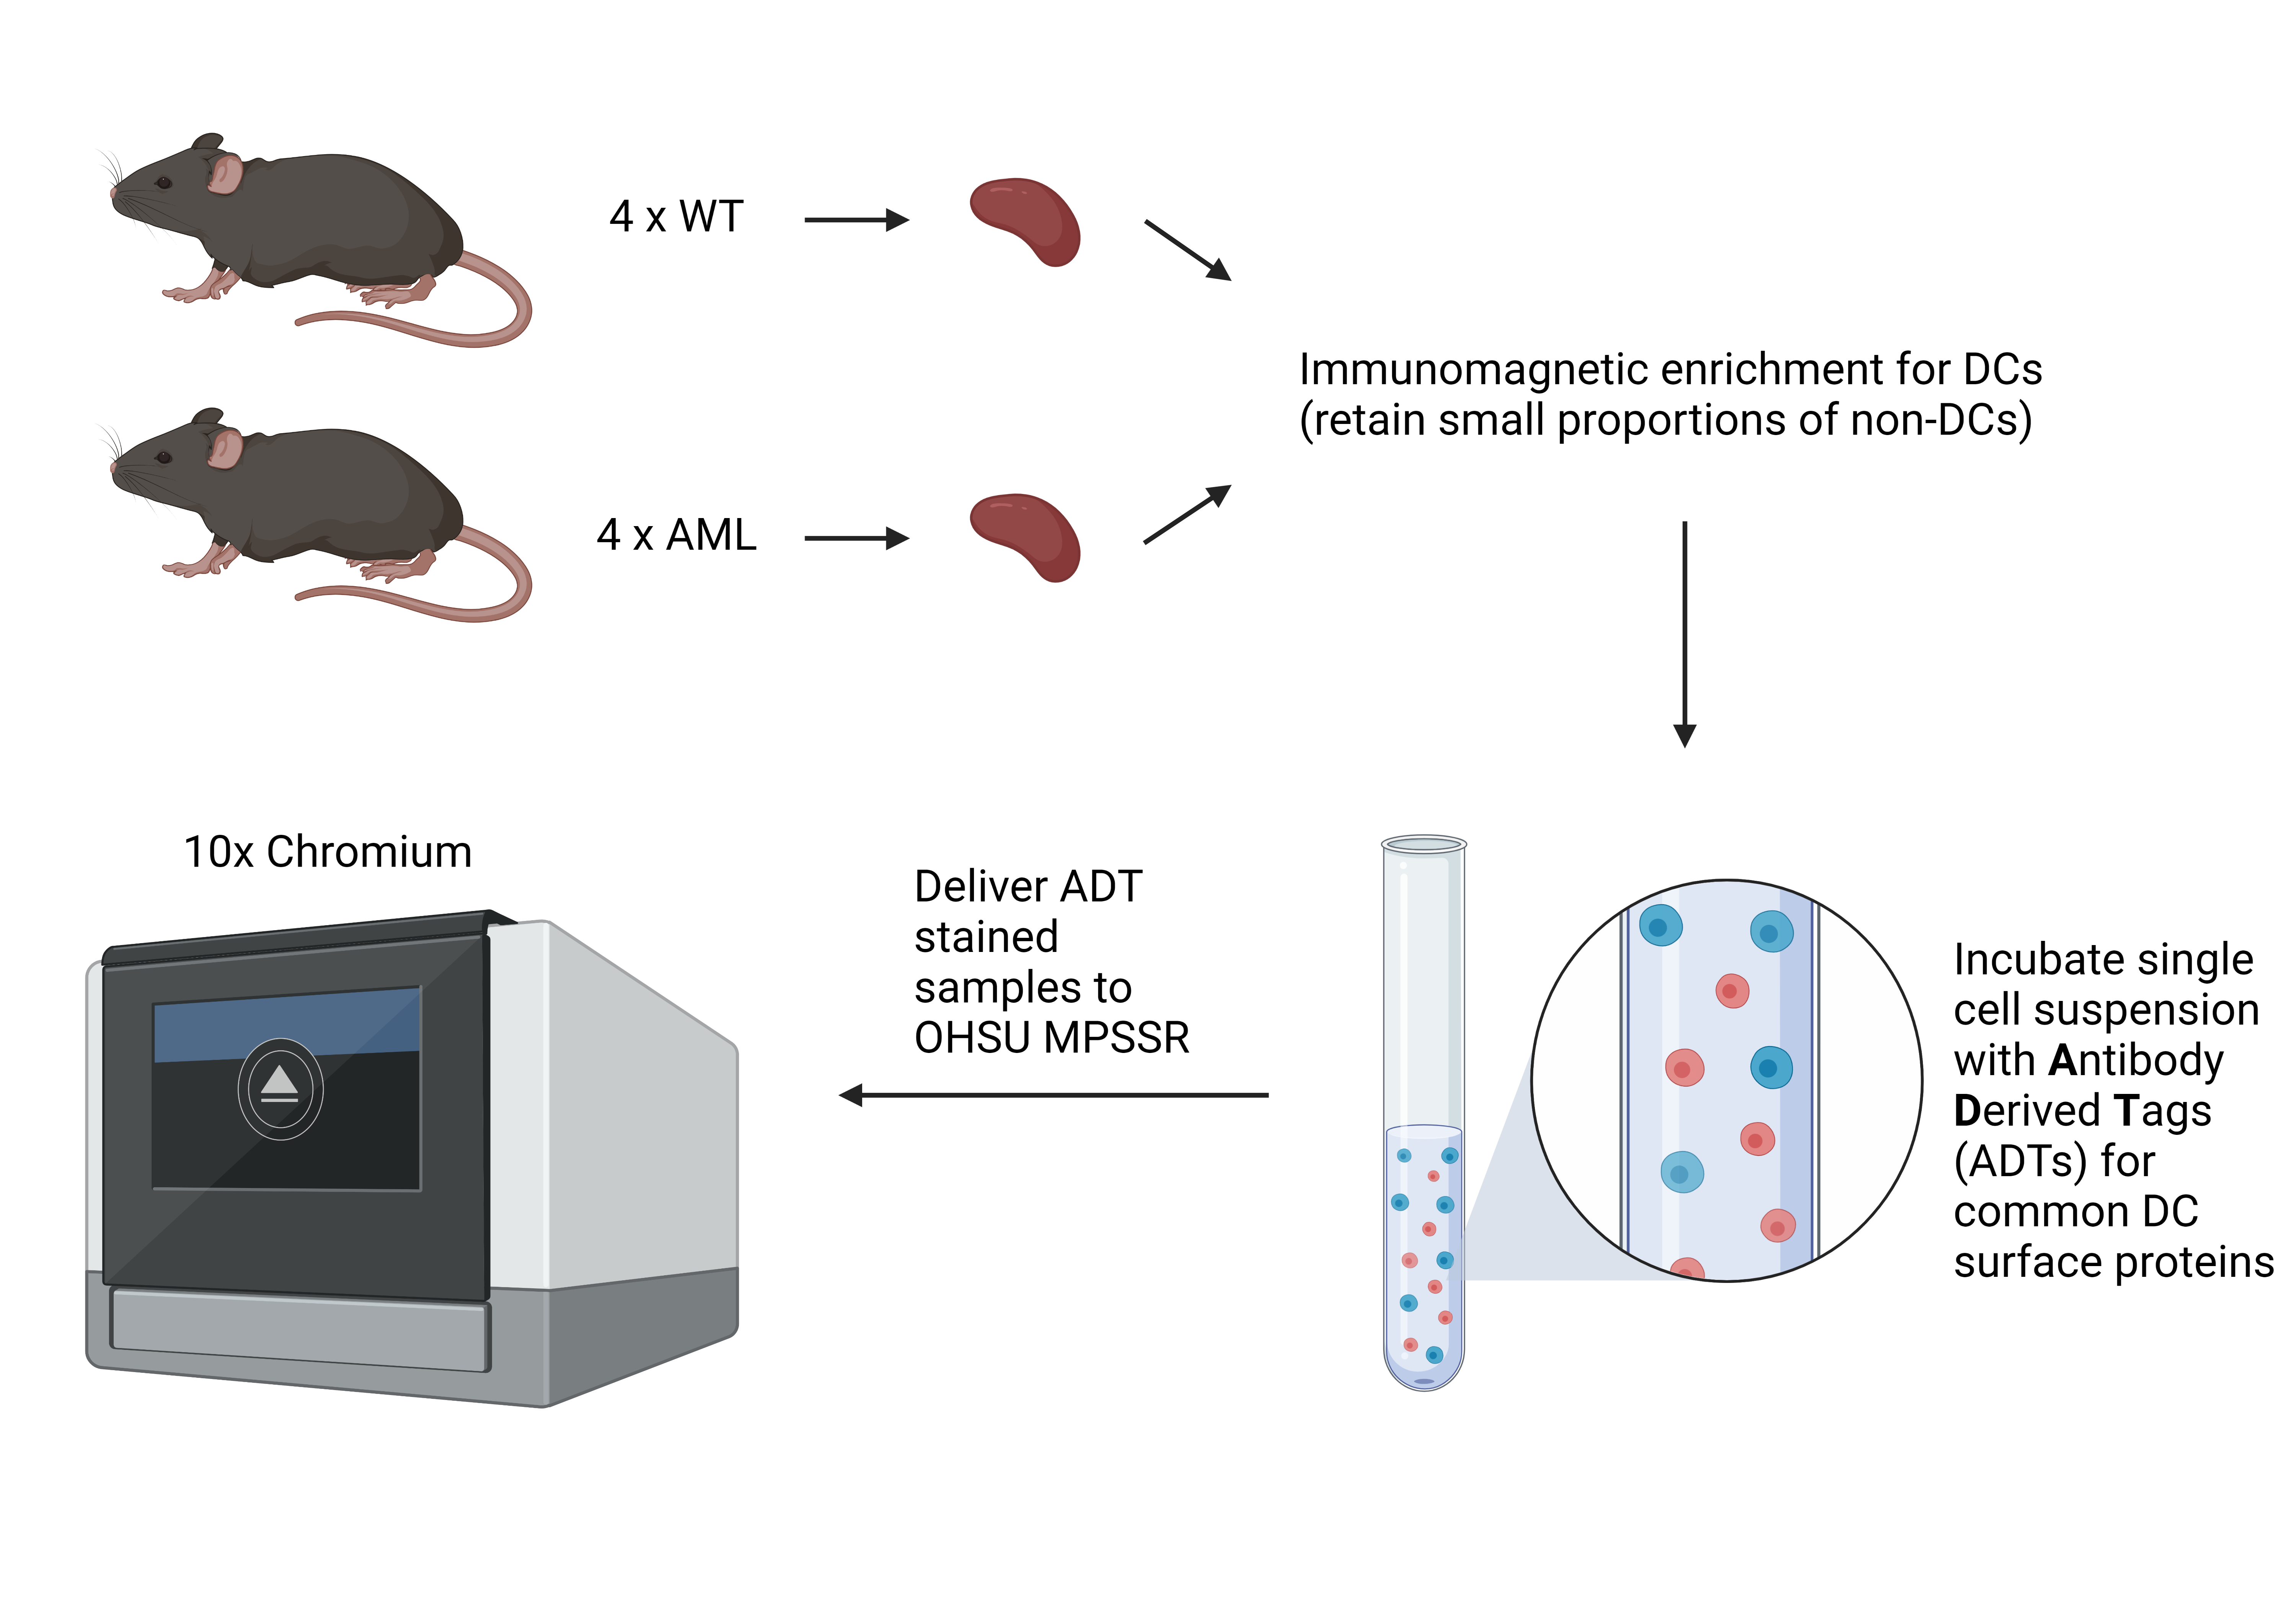 4 x WT
4 x AML
Immunomagnetic enrichment for DCs
(retain small proportions of non-DCs)
Incubate single
cell suspension
with Antibody
Derived Tags
(ADTs) for
common DC
surface proteins
Deliver ADT
stained
samples to
OHSU MPSSR
10x Chromium